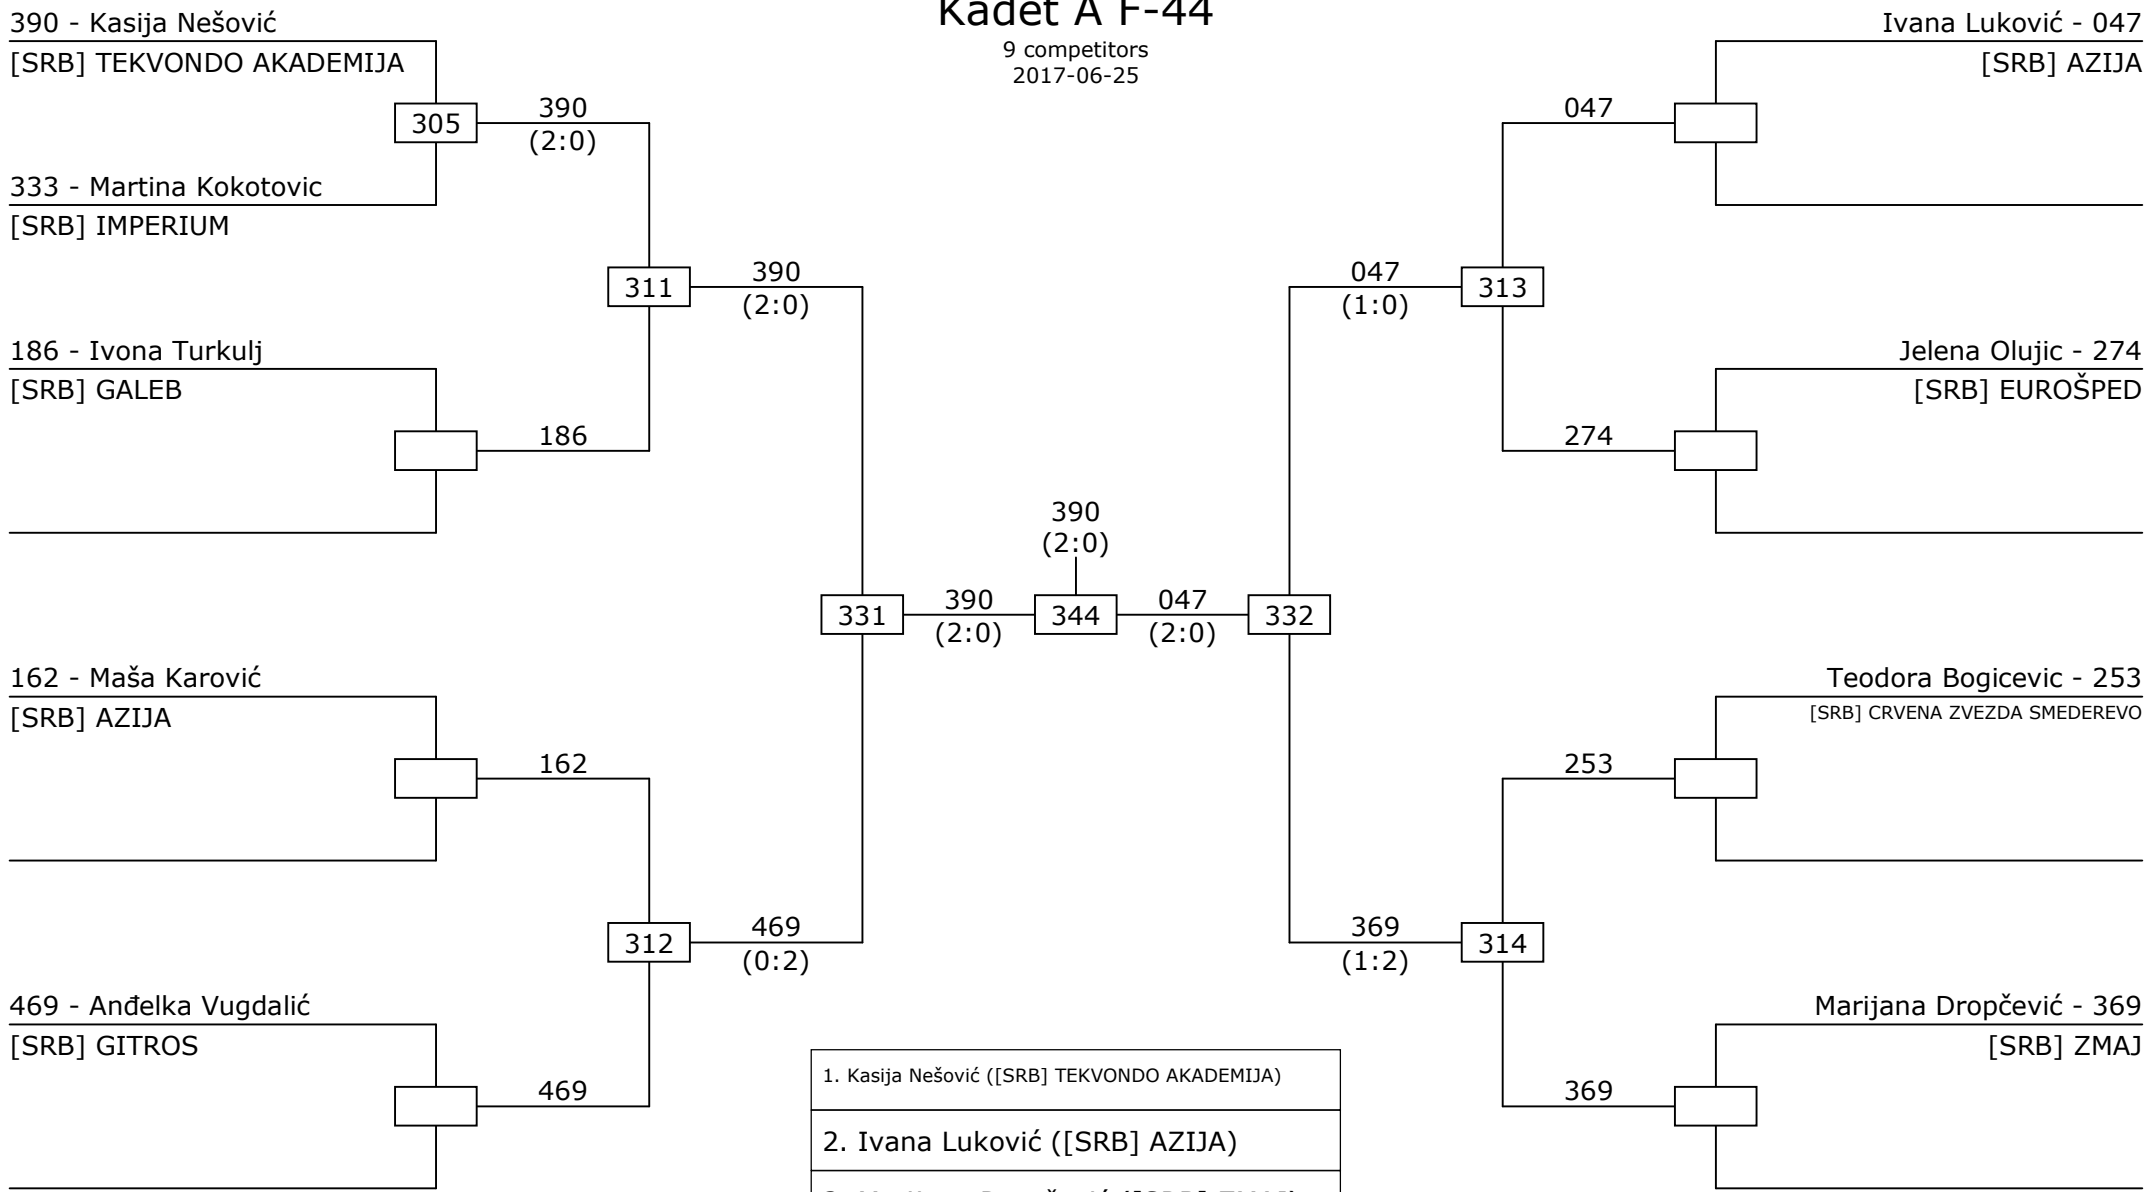 Kadet A F-44
9 competitors
2017-06-25
390 - Kasija Nešović
[SRB] TEKVONDO AKADEMIJA
305
390
(2:0)
333 - Martina Kokotovic
[SRB] IMPERIUM
311
390
(2:0)
186 - Ivona Turkulj
[SRB] GALEB
186
390
(2:0)
331
390
(2:0)
344
047
(2:0)
332
162 - Maša Karović
[SRB] AZIJA
162
312
469
(0:2)
469 - Anđelka Vugdalić
[SRB] GITROS
469
Ivana Luković - 047
[SRB] AZIJA
047
047
(1:0)
313
Jelena Olujic - 274
[SRB] EUROŠPED
274
Teodora Bogicevic - 253
[SRB] CRVENA ZVEZDA SMEDEREVO
253
369
(1:2)
314
Marijana Dropčević - 369
[SRB] ZMAJ
369
1. Kasija Nešović ([SRB] TEKVONDO AKADEMIJA)
2. Ivana Luković ([SRB] AZIJA)